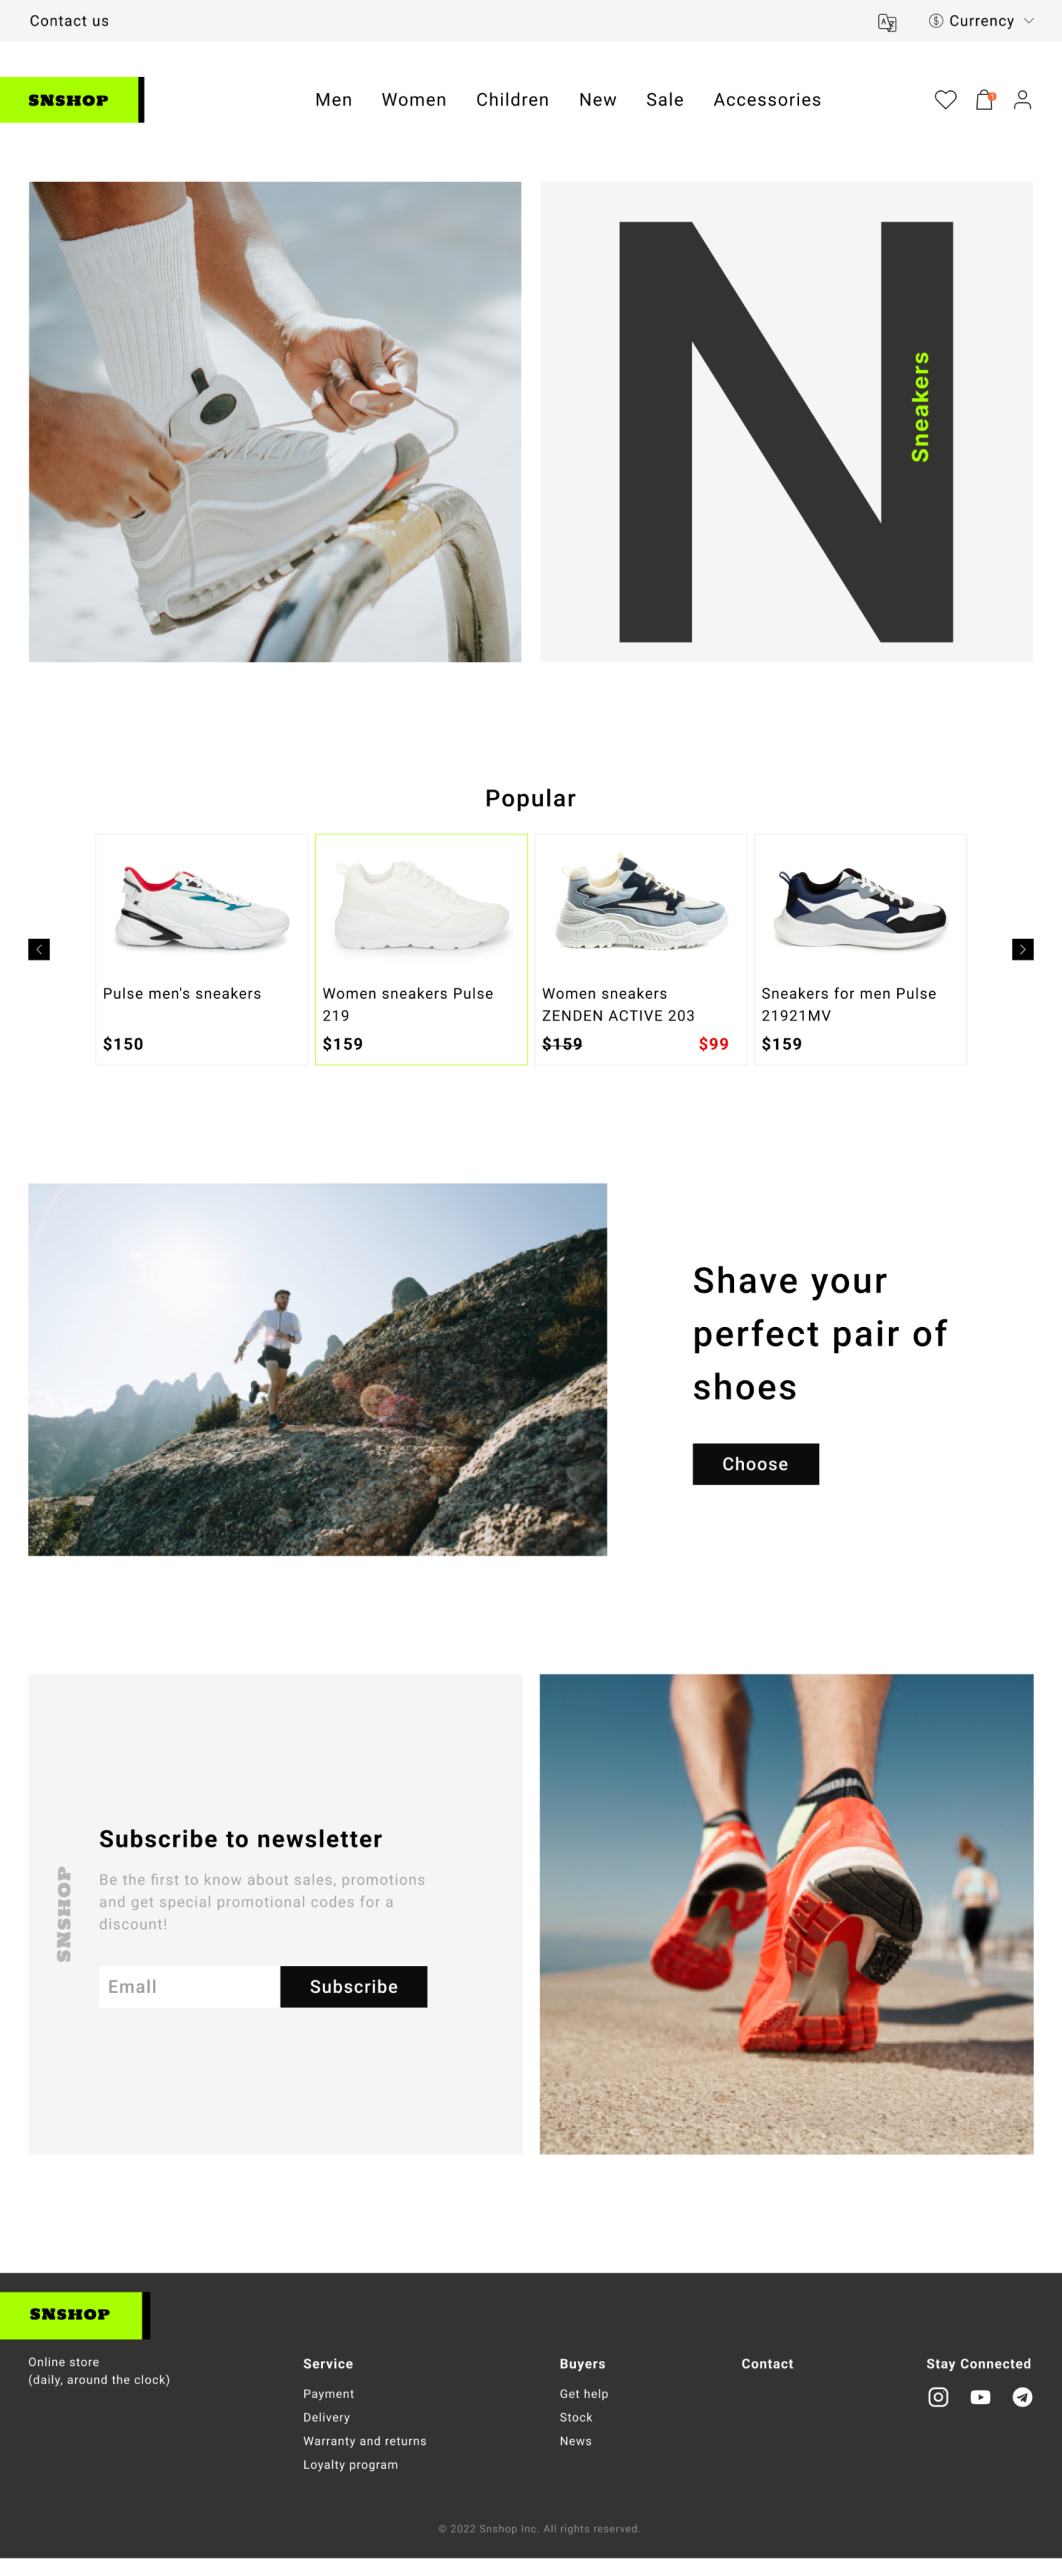 Contact us
Currency
SNSHOP
Men Women Children New Sale Accessories
N
Sneakers
Popular
Pulse men's sneakers
$150
Women sneakers Pulse
219
$159
Women sneakers
ZENDEN ACTIVE 203
$159 $99
Sneakers for men Pulse
21921MV
$159
Shave your
perfect pair of
shoes
Choose
SNSHOP
Subscribe to newsletter
Be the first to know about sales, promotions
and get special promotional codes for a
discount!
Emall
Subscribe
SNSHOP
Online store
(daily, around the clock)
Service
Payment
Delivery
Warranty and returns
Loyalty program
Buyers
Get help
Stock
News
Contact
Stay Connected
© 2022 Snshop Inc. All rights reserved.